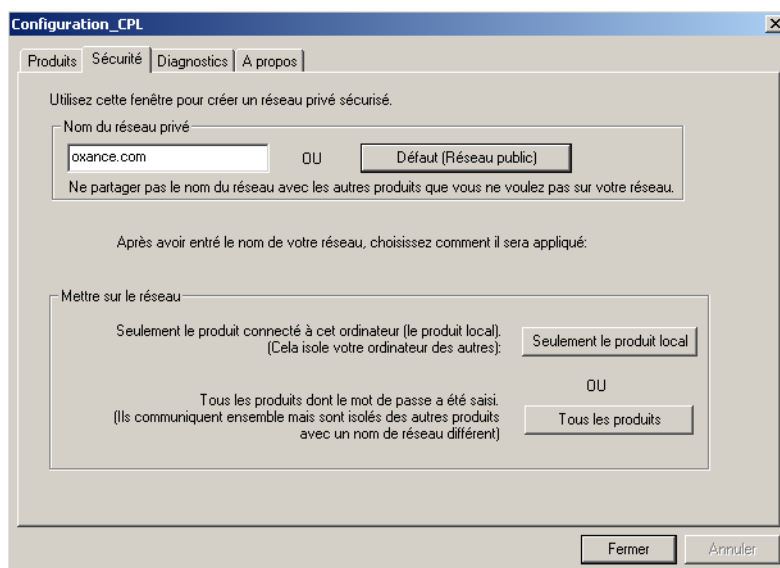 Configuration_CPL
Produits Sécurité Diagnostics A propos
Utilisez cette fenêtre pour créer un réseau privé sécurisé.
Nom du réseau privé
oxance.com OU Défaut (Réseau public)
Ne partager pas le nom du réseau avec les autres produits que vous ne voulez pas sur votre réseau.
Après avoir entré le nom de votre réseau, choisissez comment il sera appliqué:
Mettre sur le réseau
Seulement le produit connecté à cet ordinateur (le produit local).
(Cela isole votre ordinateur des autres):
Seulement le produit local
OU
Tous les produits dont le mot de passe a été saisi.
(Ils communiquent ensemble mais sont isolés des autres produits
avec un nom de réseau différent)
Tous les produits
Fermer Annuler